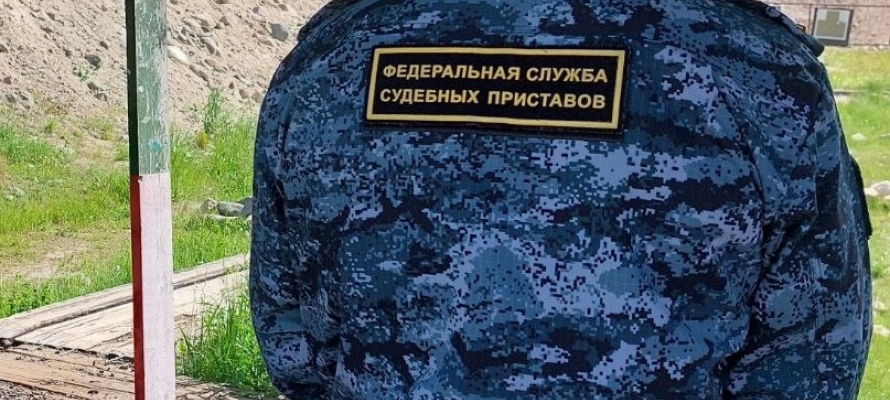 ФЕДЕРАЛЬНАЯ СЛУЖБА
СУДЕБНЫХ ПРИСТАВОВ